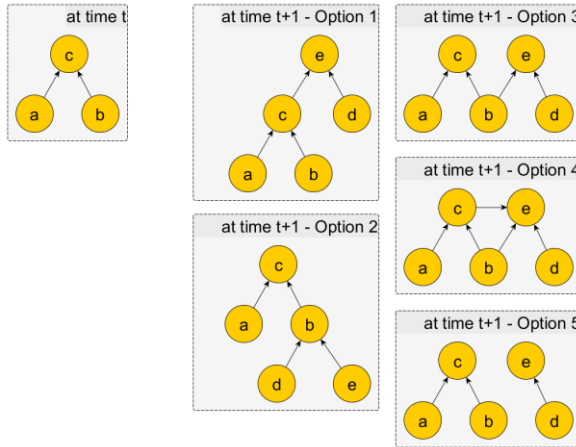 at time t
c
a b
at time t+1 - Option 1
e
c d
a b
at time t+1 - Option 2
c
a b
d e
at time t+1 - Option 3
c e
a b d
at time t+1 - Option 4
c e
a b d
at time t+1 - Option 5
c e
a b d